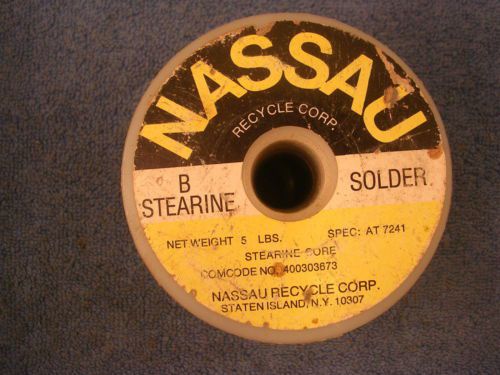 NASSAU
RECYCLE CORP.
B
STEARINE
SOLDER
NET WEIGHT 5 LBS. SPEC: AT 7241
STEARINE CORE
COMCODE NO. 400303673
NASSAU RECYCLE CORP.
STATEN ISLAND, N.Y. 10307